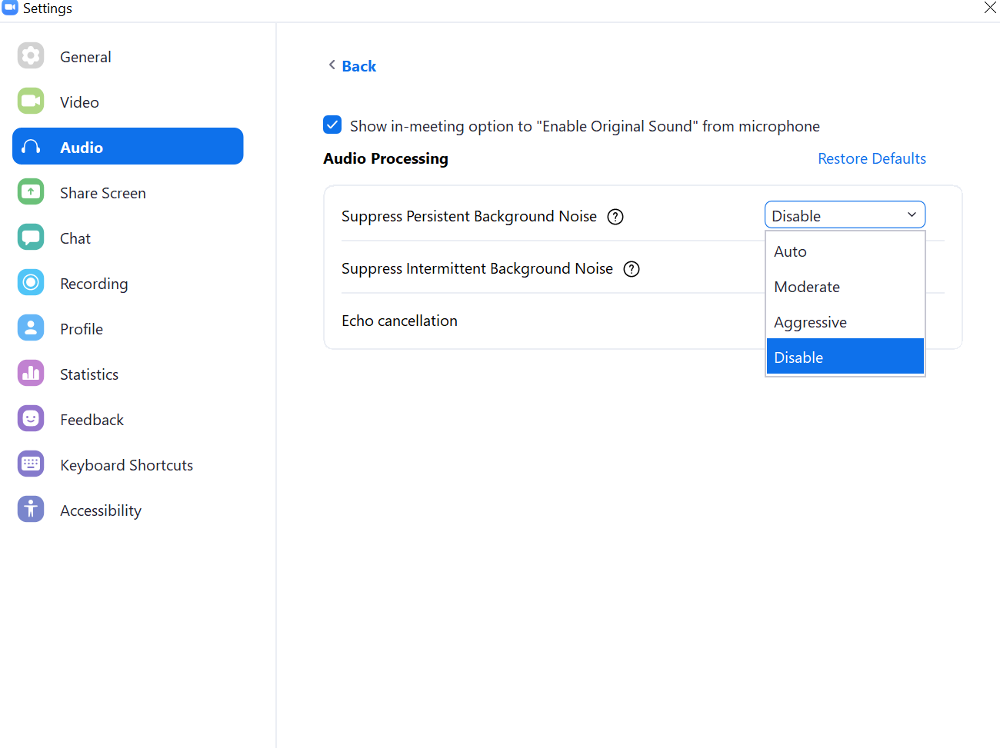 Settings
General
Video
Audio
Share Screen
Chat
Recording
Profile
Statistics
Feedback
Keyboard Shortcuts
Accessibility
Back
Show in-meeting option to "Enable Original Sound" from microphone
Audio Processing
Restore Defaults
Suppress Persistent Background Noise ?
Disable
Auto
Moderate
Aggressive
Disable
Suppress Intermittent Background Noise ?
Echo cancellation